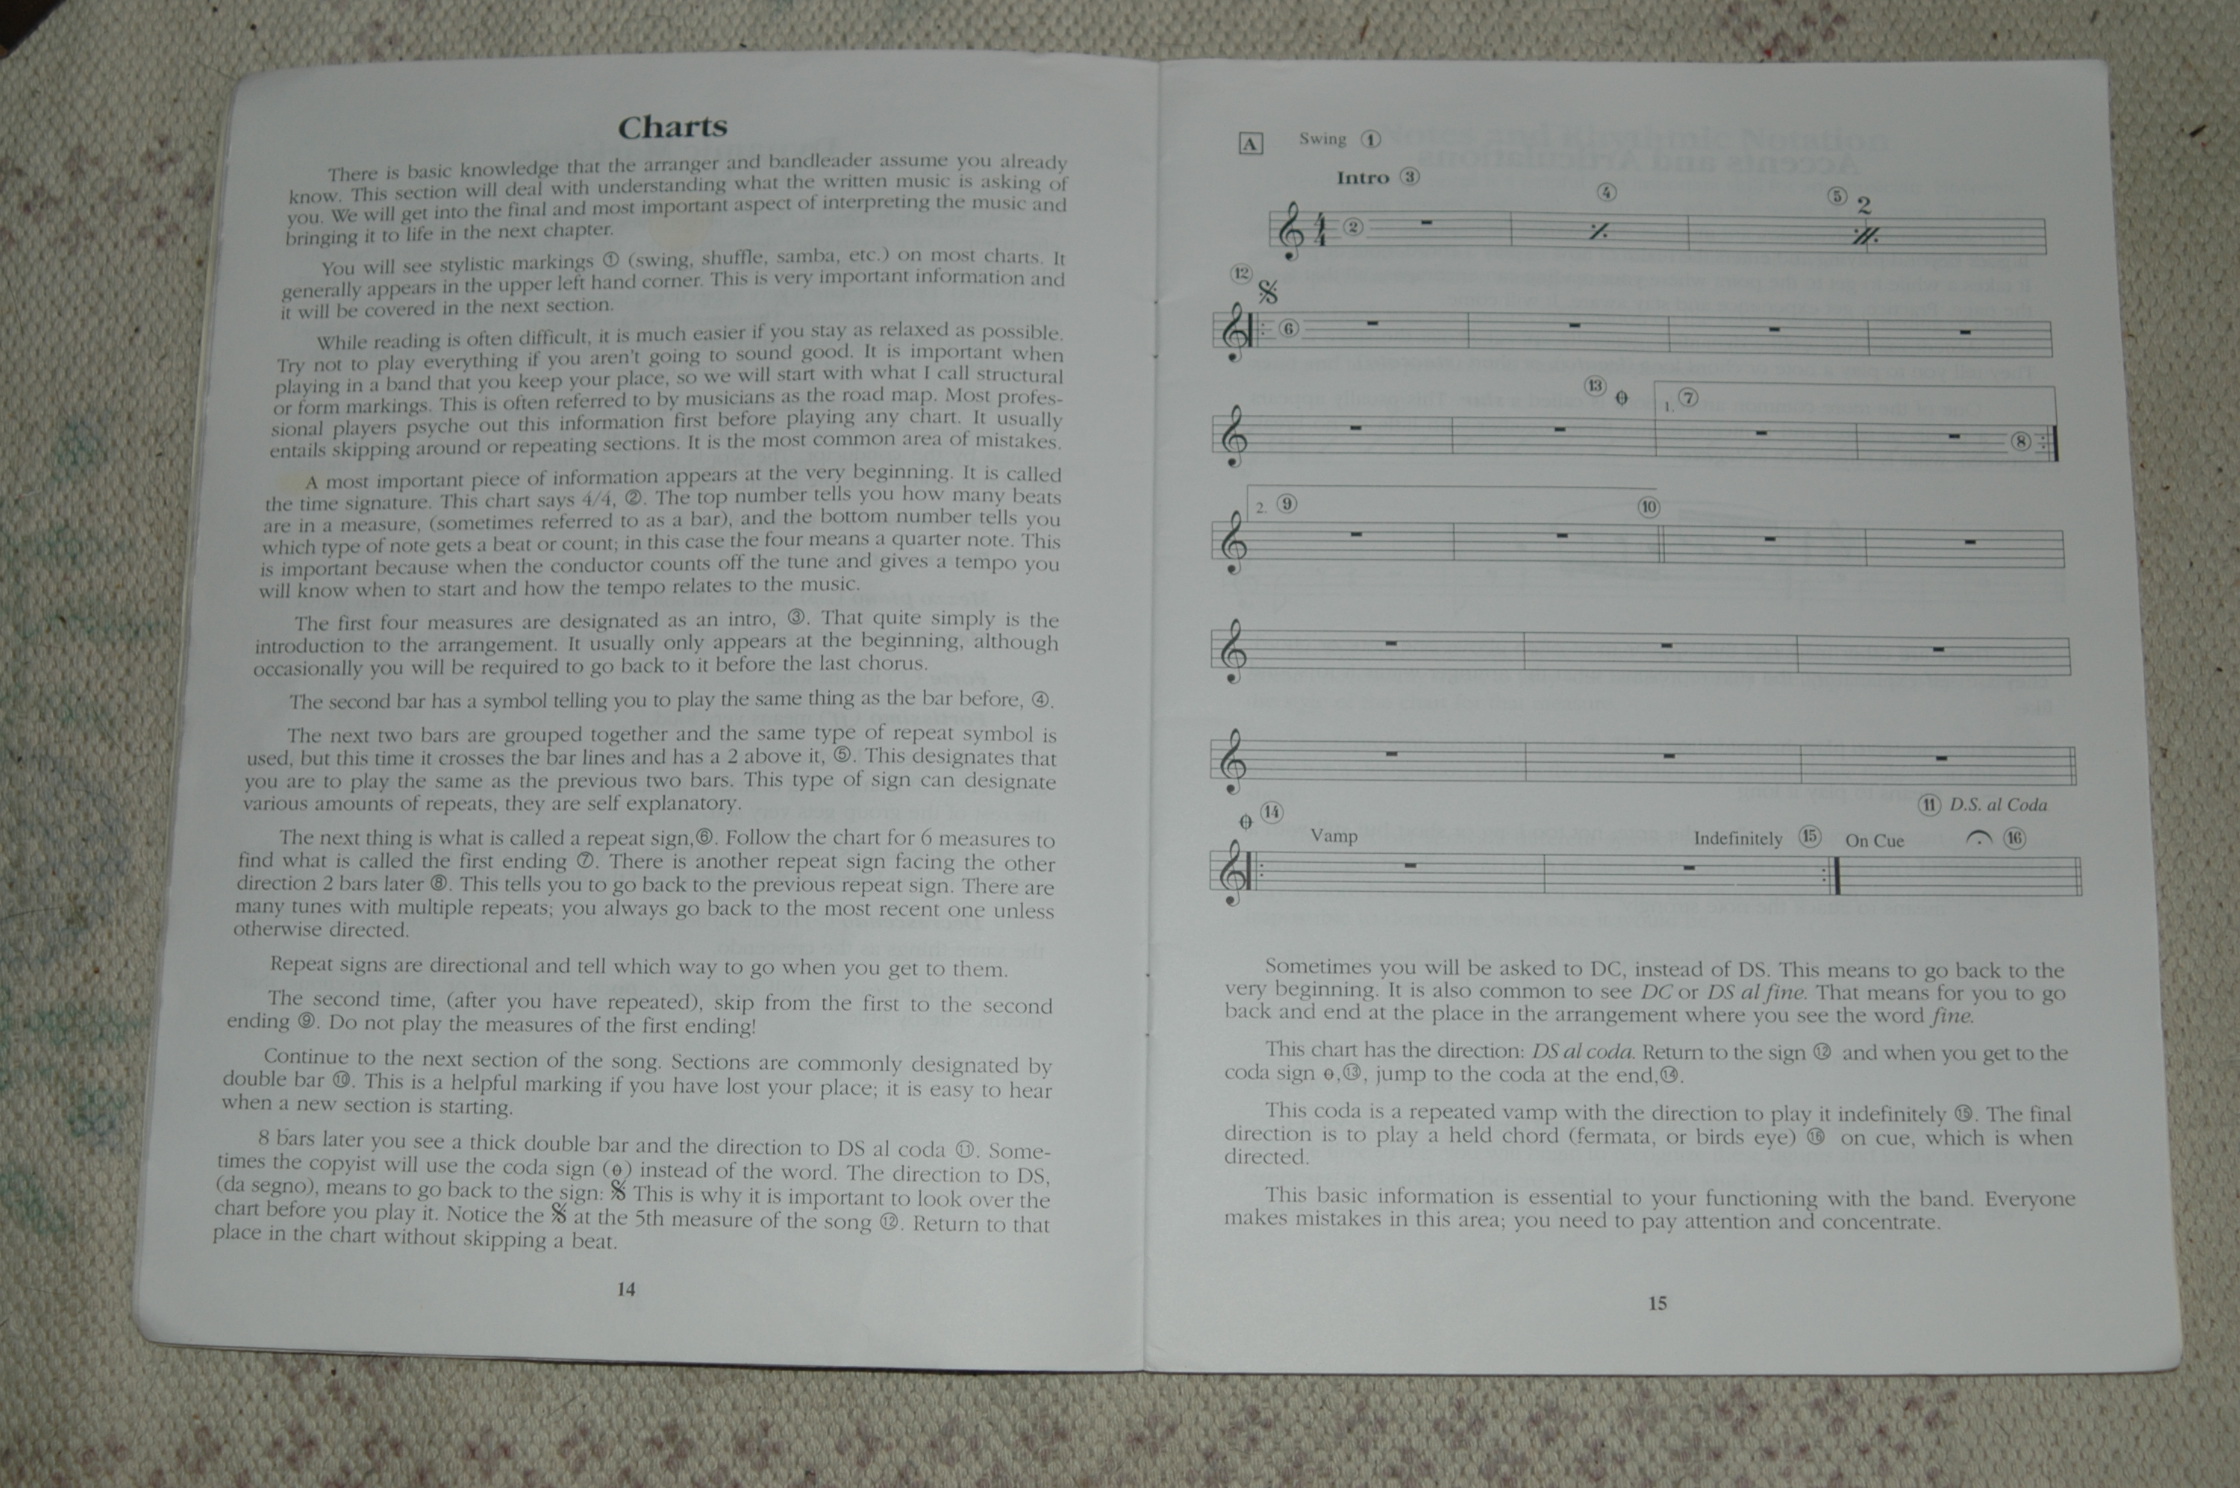 Charts
There is basic knowledge that the arranger and bandleader assume you already
know. This section will deal with understanding what the written music is asking of
you. We will get into the final and most important aspect of interpreting the music and
bringing it to life in the next chapter.
You will see stylistic markings ① (swing, shuffle, samba, etc.) on most charts. It
generally appears in the upper left hand corner. This is very important information and
it will be covered in the next section.
While reading is often difficult, it is much easier if you stay as relaxed as possible.
Try not to play everything if you aren't going to sound good. It is important when
playing in a band that you keep your place, so we will start with what I call structural
or form markings. This is often referred to by musicians as the road map. Most profes-
sional players psyche out this information first before playing any chart. It usually
entails skipping around or repeating sections. It is the most common area of mistakes.
A most important piece of information appears at the very beginning. It is called
the time signature. This chart says 4/4, ②. The top number tells you how many beats
are in a measure, (sometimes referred to as a bar), and the bottom number tells you
which type of note gets a beat or count; in this case the four means a quarter note. This
is important because when the conductor counts off the tune and gives a tempo you
will know when to start and how the tempo relates to the music.
The first four measures are designated as an intro, ③. That quite simply is the
introduction to the arrangement. It usually only appears at the beginning, although
occasionally you will be required to go back to it before the last chorus.
The second bar has a symbol telling you to play the same thing as the bar before, ④.
The next two bars are grouped together and the same type of repeat symbol is
used, but this time it crosses the bar lines and has a 2 above it, ⑤. This designates that
you are to play the same as the previous two bars. This type of sign can designate
various amounts of repeats, they are self explanatory.
The next thing is what is called a repeat sign,⑥. Follow the chart for 6 measures to
find what is called the first ending ⑦. There is another repeat sign facing the other
direction 2 bars later ⑧. This tells you to go back to the previous repeat sign. There are
many tunes with multiple repeats; you always go back to the most recent one unless
otherwise directed.
Repeat signs are directional and tell which way to go when you get to them.
The second time, (after you have repeated), skip from the first to the second
ending ⑨. Do not play the measures of the first ending!
Continue to the next section of the song. Sections are commonly designated by
double bar ⑩. This is a helpful marking if you have lost your place; it is easy to hear
when a new section is starting.
8 bars later you see a thick double bar and the direction to DS al coda ⑪. Some-
times the copyist will use the coda sign (𝄌) instead of the word. The direction to DS,
(da segno), means to go back to the sign: 𝄋 This is why it is important to look over the
chart before you play it. Notice the 𝄋 at the 5th measure of the song ⑫. Return to that
place in the chart without skipping a beat.
14
A Swing ①
Intro ③
④ ⑤ 2
② 4/4
⑫ 𝄋
⑥
⑬ 𝄌 1. ⑦
⑧
2. ⑨ ⑩
⑪ D.S. al Coda
𝄌 ⑭ Vamp Indefinitely ⑮ On Cue 𝄐 ⑯
Sometimes you will be asked to DC, instead of DS. This means to go back to the
very beginning. It is also common to see DC or DS al fine. That means for you to go
back and end at the place in the arrangement where you see the word fine.
This chart has the direction: DS al coda. Return to the sign ⑫ and when you get to the
coda sign 𝄌,⑬, jump to the coda at the end,⑭.
This coda is a repeated vamp with the direction to play it indefinitely ⑮. The final
direction is to play a held chord (fermata, or birds eye) ⑯ on cue, which is when
directed.
This basic information is essential to your functioning with the band. Everyone
makes mistakes in this area; you need to pay attention and concentrate.
15